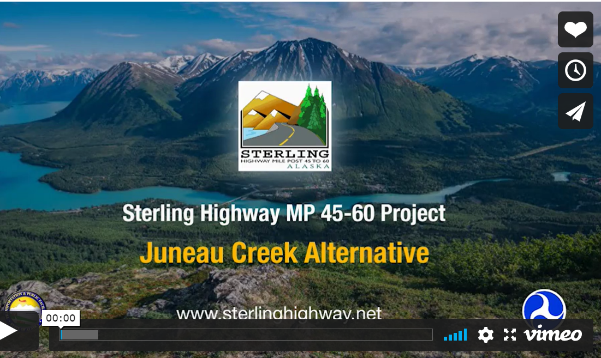 STERLING
HIGHWAY MILE POST 45 TO 60
ALASKA
Sterling Highway MP 45-60 Project
Juneau Creek Alternative
www.sterlinghighway.net
00:00
vimeo